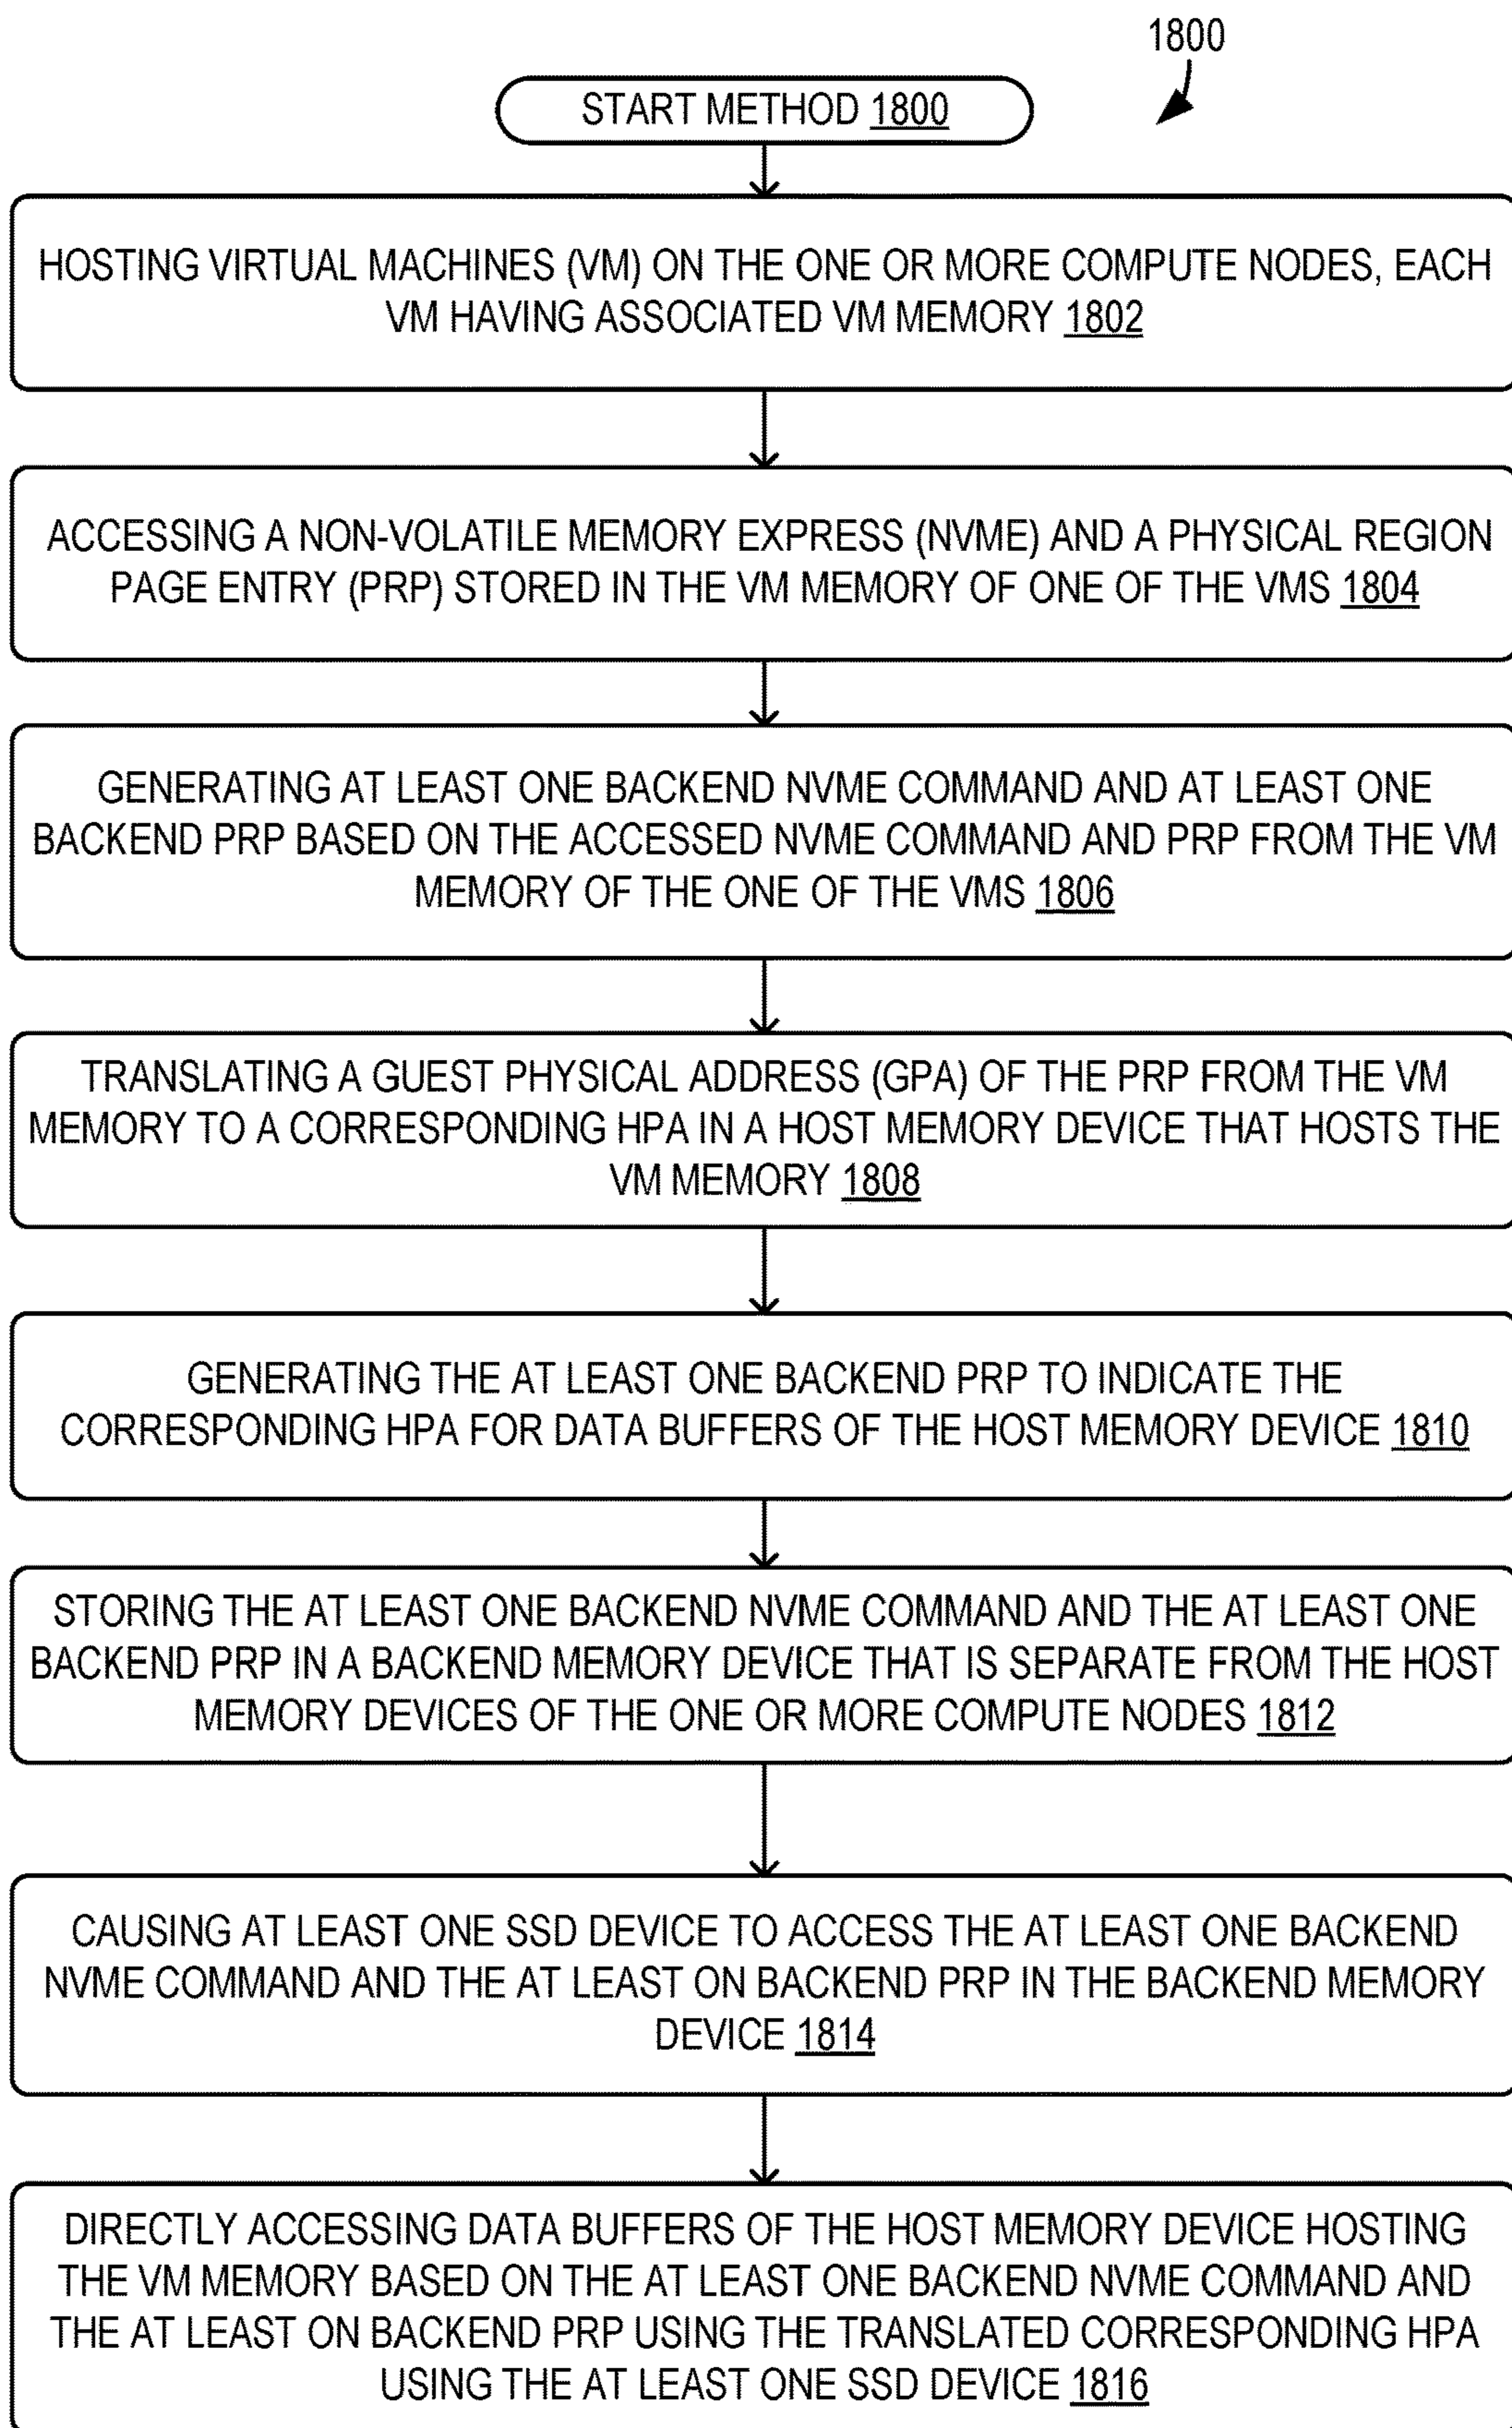 1800
START METHOD 1800
HOSTING VIRTUAL MACHINES (VM) ON THE ONE OR MORE COMPUTE NODES, EACH
VM HAVING ASSOCIATED VM MEMORY 1802
ACCESSING A NON-VOLATILE MEMORY EXPRESS (NVME) AND A PHYSICAL REGION
PAGE ENTRY (PRP) STORED IN THE VM MEMORY OF ONE OF THE VMS 1804
GENERATING AT LEAST ONE BACKEND NVME COMMAND AND AT LEAST ONE
BACKEND PRP BASED ON THE ACCESSED NVME COMMAND AND PRP FROM THE VM
MEMORY OF THE ONE OF THE VMS 1806
TRANSLATING A GUEST PHYSICAL ADDRESS (GPA) OF THE PRP FROM THE VM
MEMORY TO A CORRESPONDING HPA IN A HOST MEMORY DEVICE THAT HOSTS THE
VM MEMORY 1808
GENERATING THE AT LEAST ONE BACKEND PRP TO INDICATE THE
CORRESPONDING HPA FOR DATA BUFFERS OF THE HOST MEMORY DEVICE 1810
STORING THE AT LEAST ONE BACKEND NVME COMMAND AND THE AT LEAST ONE
BACKEND PRP IN A BACKEND MEMORY DEVICE THAT IS SEPARATE FROM THE HOST
MEMORY DEVICES OF THE ONE OR MORE COMPUTE NODES 1812
CAUSING AT LEAST ONE SSD DEVICE TO ACCESS THE AT LEAST ONE BACKEND
NVME COMMAND AND THE AT LEAST ON BACKEND PRP IN THE BACKEND MEMORY
DEVICE 1814
DIRECTLY ACCESSING DATA BUFFERS OF THE HOST MEMORY DEVICE HOSTING
THE VM MEMORY BASED ON THE AT LEAST ONE BACKEND NVME COMMAND AND
THE AT LEAST ON BACKEND PRP USING THE TRANSLATED CORRESPONDING HPA
USING THE AT LEAST ONE SSD DEVICE 1816